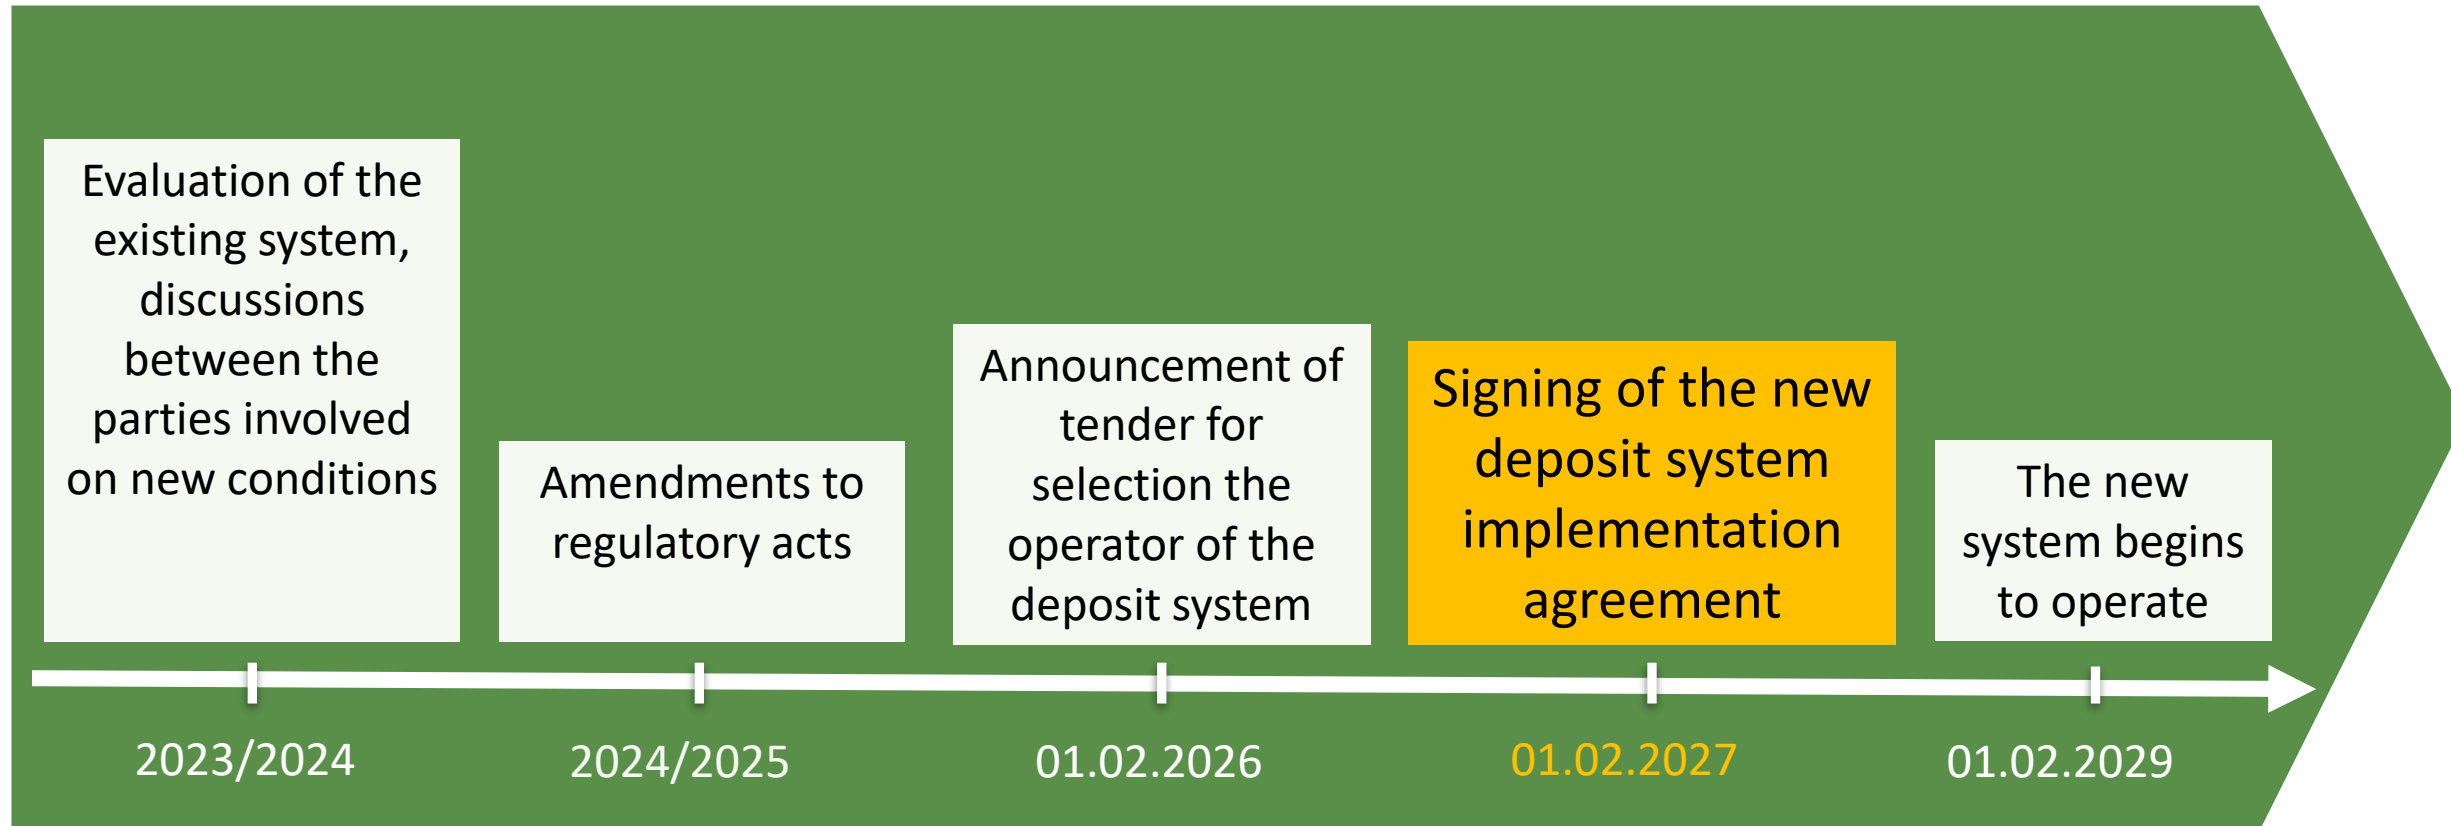 Evaluation of the
existing system,
discussions
between the
parties involved
on new conditions
Amendments to
regulatory acts
Announcement of
tender for
selection the
operator of the
deposit system
Signing of the new
deposit system
implementation
agreement
The new
system begins
to operate
2023/2024
2024/2025
01.02.2026
01.02.2027
01.02.2029